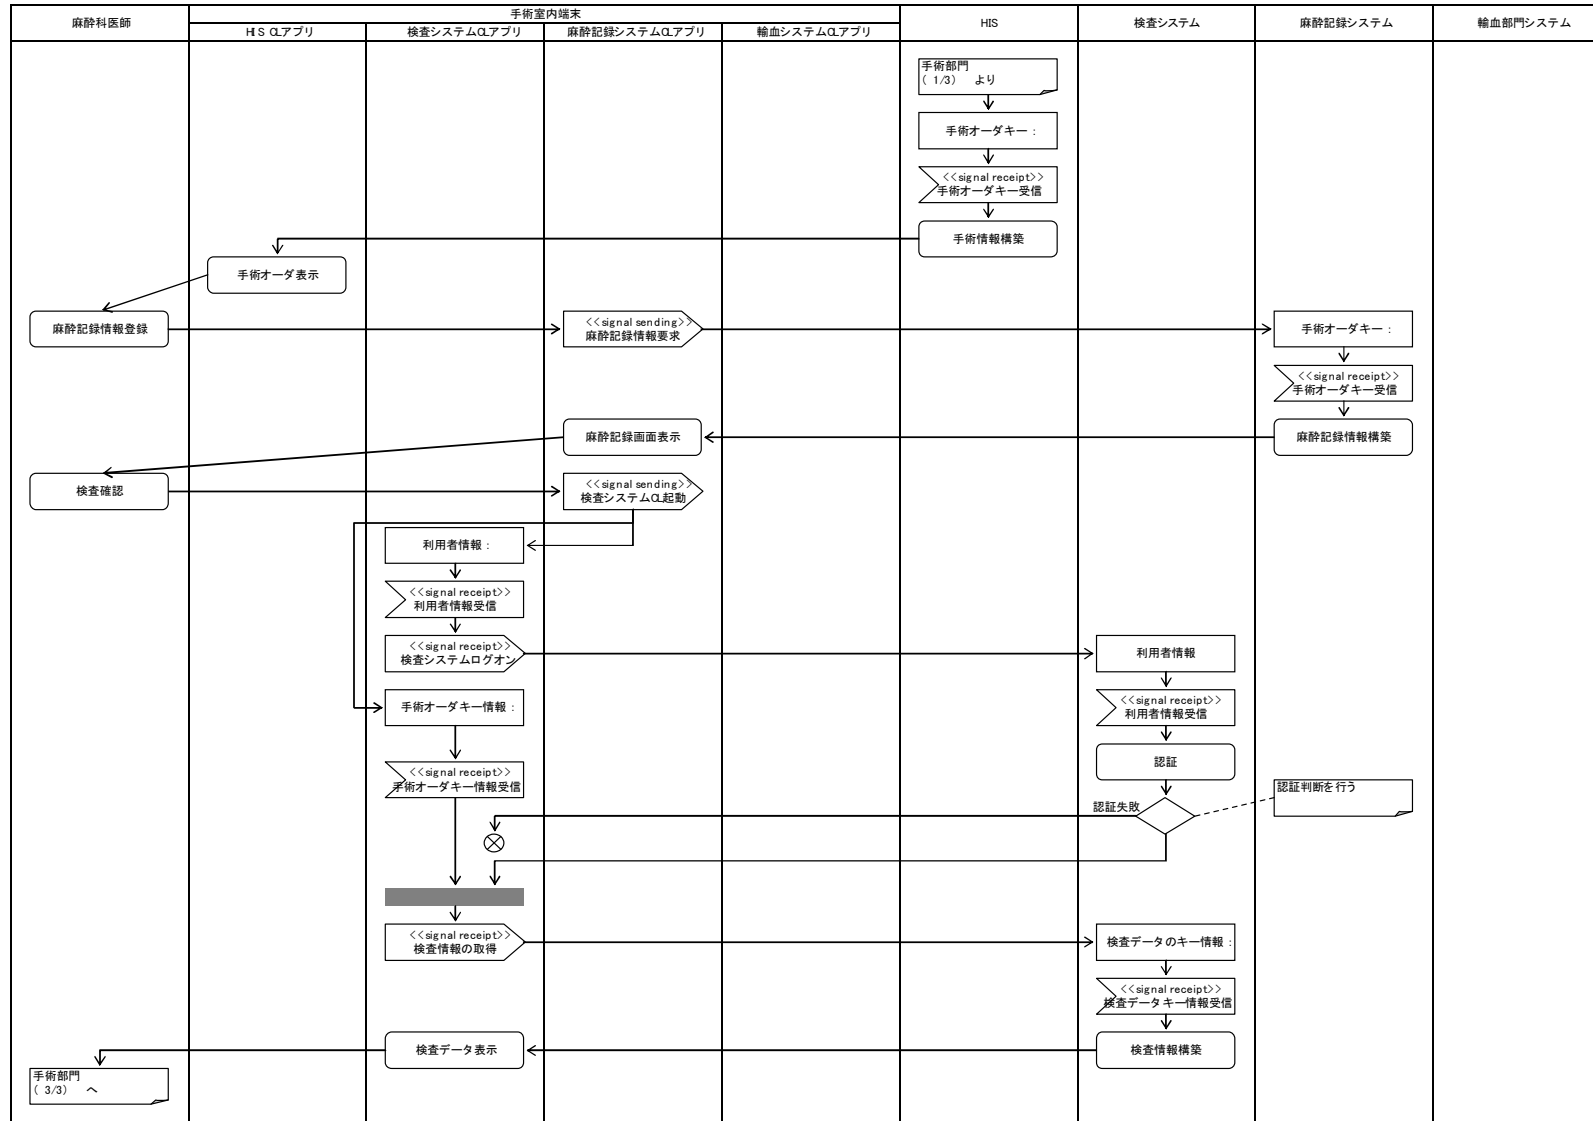 麻酔科医師
手術室内端末
HIS
検査システム
麻酔記録システム
輸血部門システム
HIS CLアプリ
検査システムCLアプリ
麻酔記録システムCLアプリ
輸血システムCLアプリ
手術部門
( 1/3) より
手術オーダキー :
<<signal receipt>>
手術オーダキー受信
手術情報構築
手術オーダ表示
麻酔記録情報登録
<<signal sending>>
麻酔記録情報要求
手術オーダキー :
<<signal receipt>>
手術オーダキー受信
麻酔記録画面表示
麻酔記録情報構築
検査確認
<<signal sending>>
検査システムCL起動
利用者情報 :
<<signal receipt>>
利用者情報受信
<<signal receipt>>
検査システムログオン
利用者情報
手術オーダキー情報 :
<<signal receipt>>
利用者情報受信
認証
<<signal receipt>>
手術オーダキー情報受信
認証判断を行う
認証失敗
<<signal receipt>>
検査情報の取得
検査データのキー情報 :
<<signal receipt>>
検査データキー情報受信
検査データ表示
検査情報構築
手術部門
( 3/3) へ